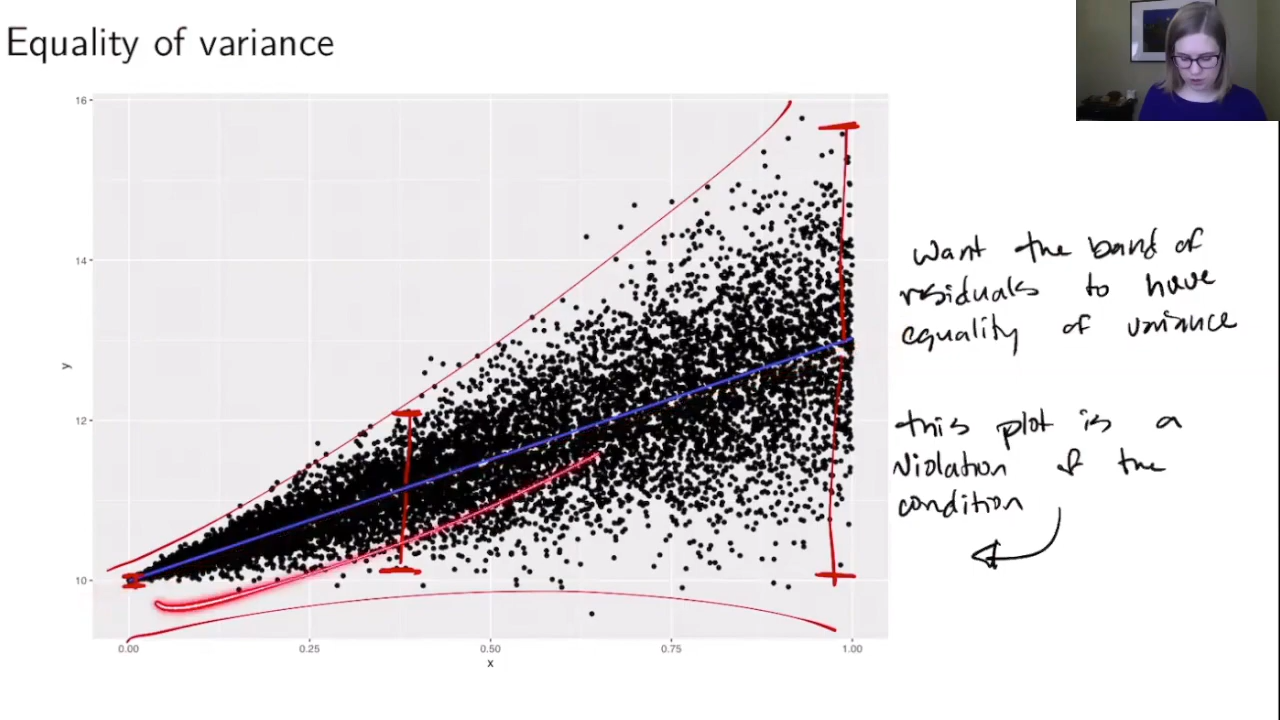 Equality of variance
16
14
12
10
y
0.00 0.25 0.50 0.75 1.00
x
want the band of
residuals to have
equality of variance
this plot is a
violation of the
condition